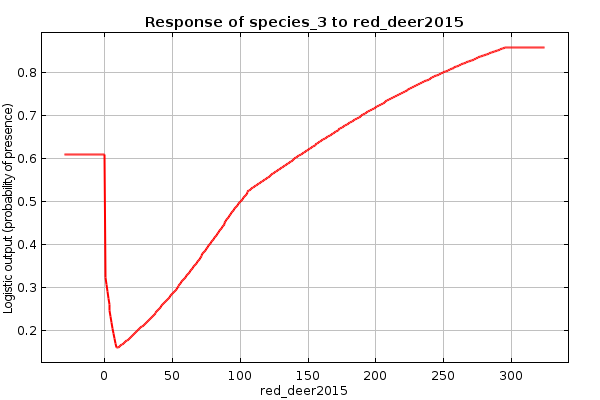 Response of species_3 to red_deer2015
Logistic output (probability of presence)
0.8
0.7
0.6
0.5
0.4
0.3
0.2
0 50 100 150 200 250 300
red_deer2015